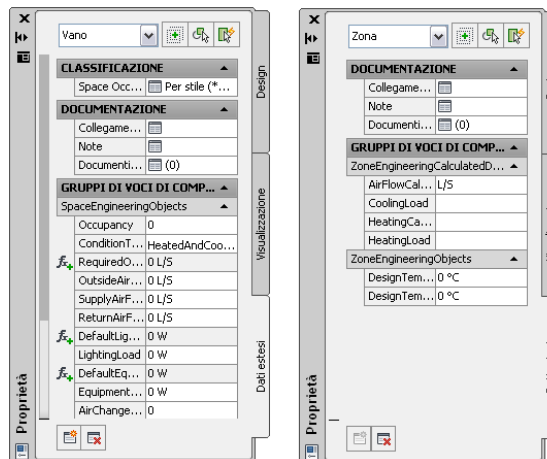 Vano
CLASSIFICAZIONE
Space Occ... Per stile (*...
DOCUMENTAZIONE
Collegame...
Note
Documenti... (0)
GRUPPI DI VOCI DI COMP...
SpaceEngineeringObjects
Occupancy 0
ConditionT... HeatedAndCoo...
RequiredO... 0 L/S
OutsideAir... 0 L/S
SupplyAirF... 0 L/S
ReturnAirF... 0 L/S
DefaultLig... 0 W
LightingLoad 0 W
DefaultEq... 0 W
Equipment... 0 W
AirChange... 0
Design
Visualizzazione
Dati estesi
Proprietà
Zona
DOCUMENTAZIONE
Collegame...
Note
Documenti... (0)
GRUPPI DI VOCI DI COMP...
ZoneEngineeringCalculatedD...
AirFlowCal... L/S
CoolingLoad
HeatingCa...
HeatingLoad
ZoneEngineeringObjects
DesignTem... 0 °C
DesignTem... 0 °C
Proprietà